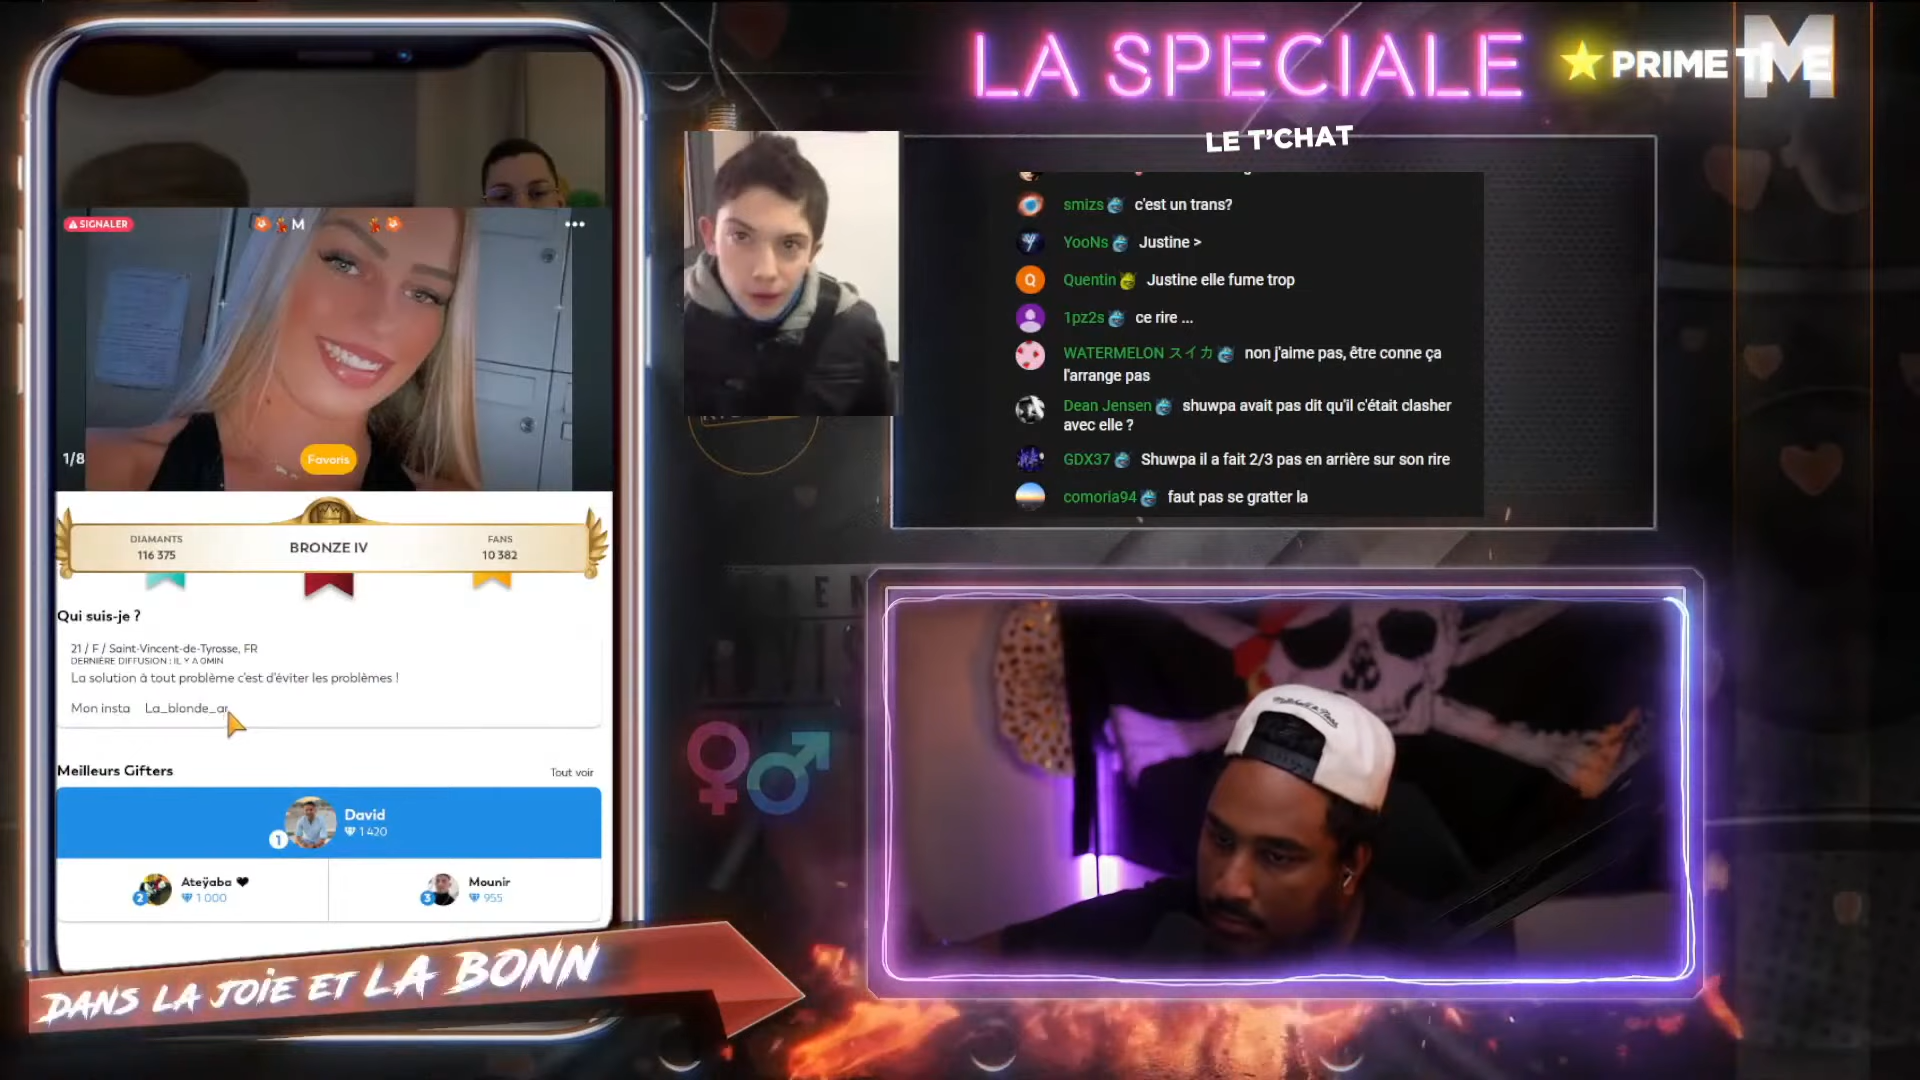 LA SPECIALE
PRIME TIME
M
LE T'CHAT
smizs c'est un trans?
YooNs Justine >
Quentin Justine elle fume trop
1pz2s ce rire ...
WATERMELON スイカ non j'aime pas, être conne ça
l'arrange pas
Dean Jensen shuwpa avait pas dit qu'il c'était clasher
avec elle ?
GDX37 Shuwpa il a fait 2/3 pas en arrière sur son rire
comoria94 faut pas se gratter la
SIGNALER
M
1/8
Favoris
DIAMANTS
116 375
BRONZE IV
FANS
10 382
Qui suis-je ?
21 / F / Saint-Vincent-de-Tyrosse, FR
DERNIÈRE DIFFUSION : IL Y A 0MIN
La solution à tout problème c'est d'éviter les problèmes !
Mon insta La_blonde_ar
Meilleurs Gifters
Tout voir
1
David
1 420
2
Ateÿaba
1 000
3
Mounir
955
DANS LA JOIE ET LA BONN